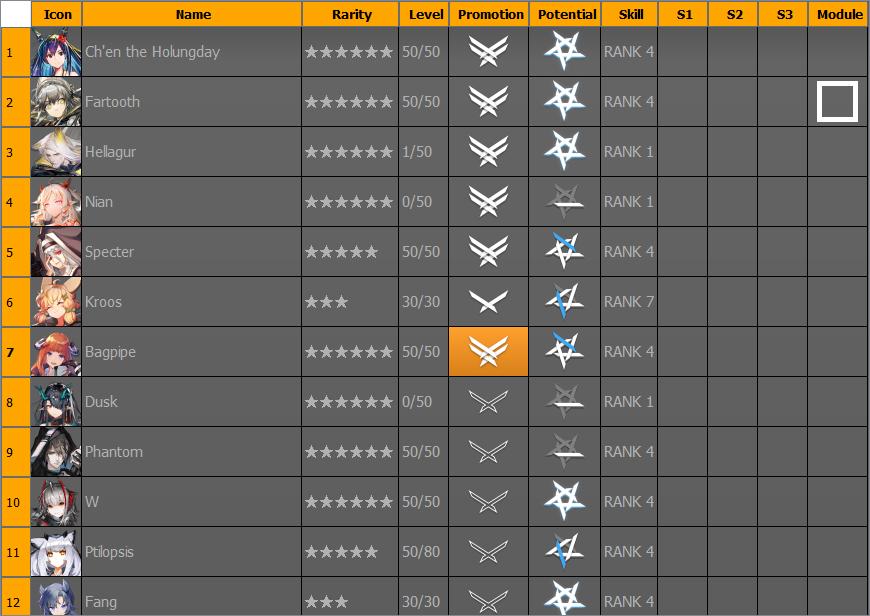 Icon Name Rarity Level Promotion Potential Skill S1 S2 S3 Module
1 Ch'en the Holungday 50/50 RANK 4
2 Fartooth 50/50 RANK 4
3 Hellagur 1/50 RANK 1
4 Nian 0/50 RANK 1
5 Specter 50/50 RANK 4
6 Kroos 30/30 RANK 7
7 Bagpipe 50/50 RANK 4
8 Dusk 0/50 RANK 1
9 Phantom 50/50 RANK 4
10 W 50/50 RANK 4
11 Ptilopsis 50/80 RANK 4
12 Fang 30/30 RANK 4